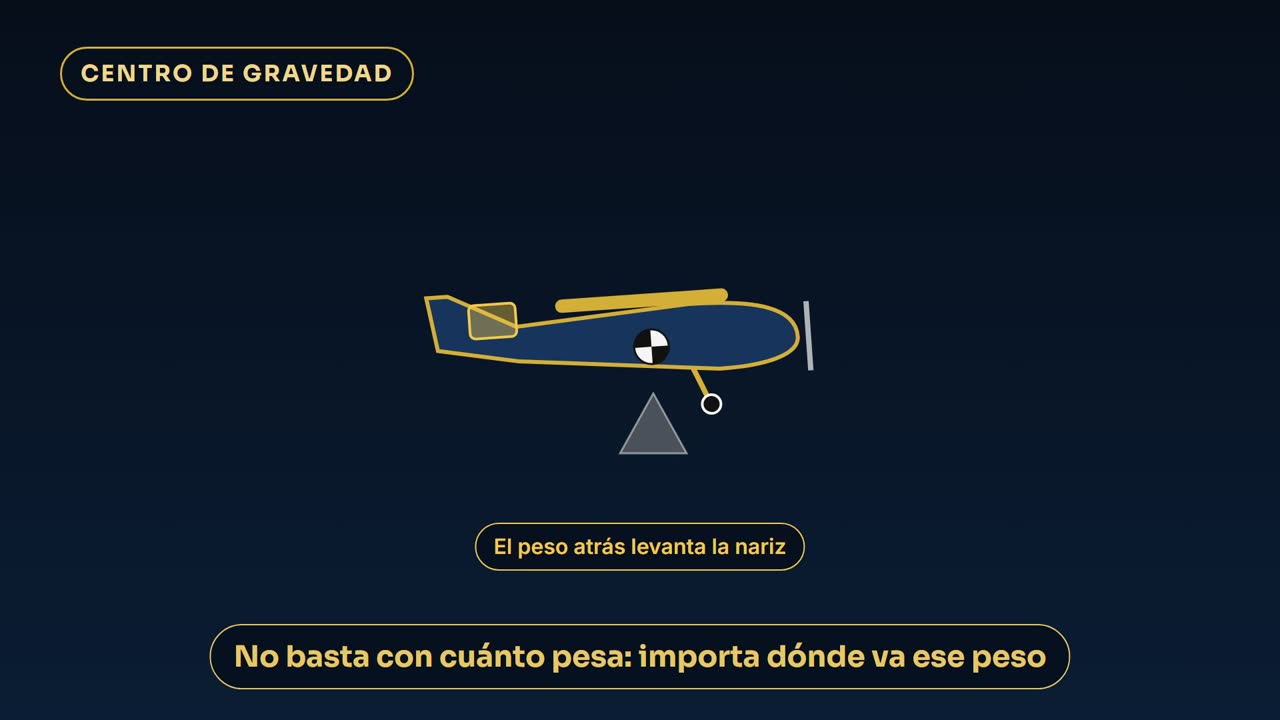 CENTRO DE GRAVEDAD
El peso atrás levanta la nariz
No basta con cuánto pesa: importa dónde va ese peso